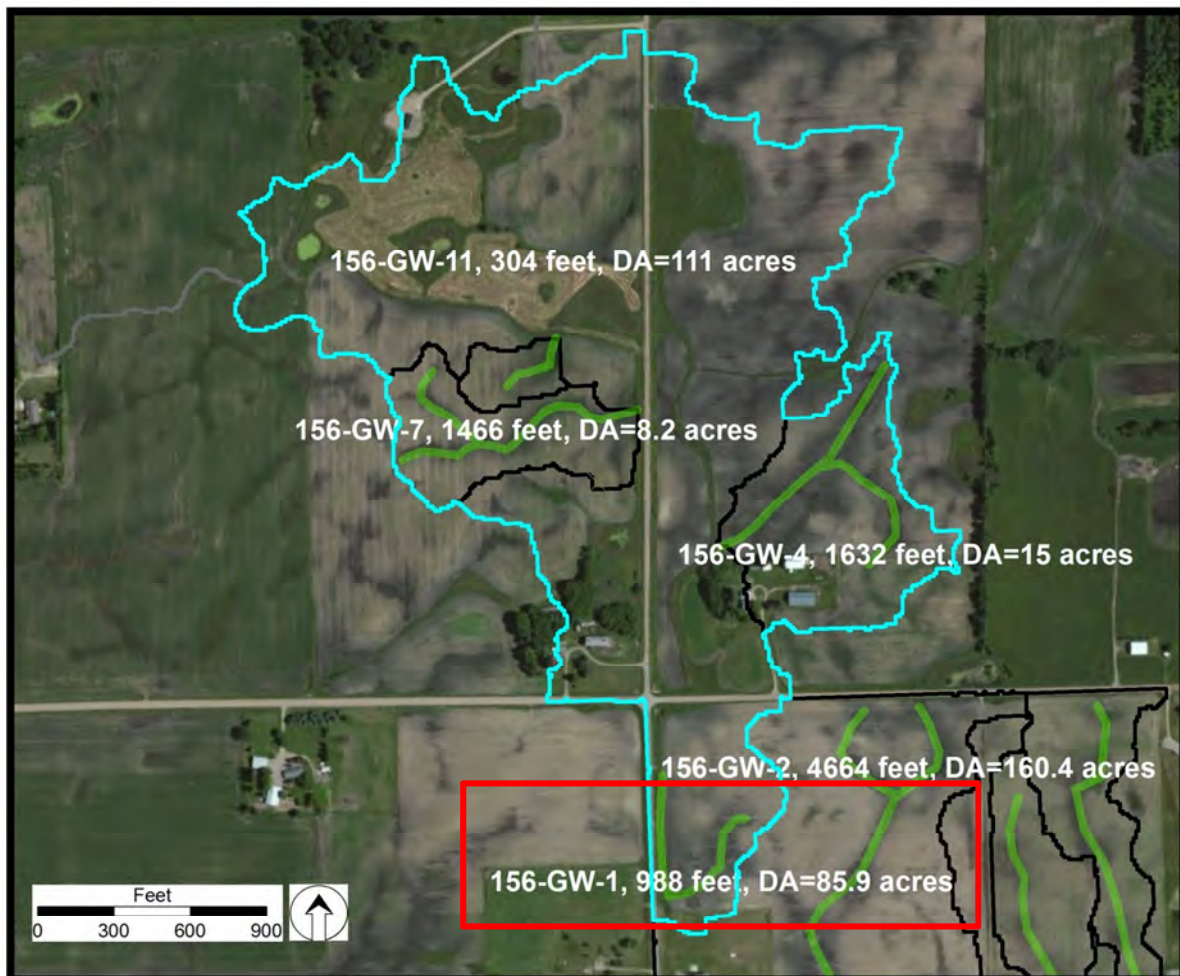 156-GW-11, 304 feet, DA=111 acres
156-GW-7, 1466 feet, DA=8.2 acres
156-GW-4, 1632 feet, DA=15 acres
156-GW-2, 4664 feet, DA=160.4 acres
156-GW-1, 988 feet, DA=85.9 acres
Feet
0 300 600 900